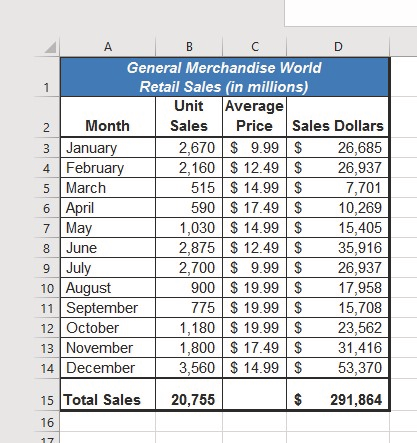 A B C D
1 General Merchandise World
Retail Sales (in millions)
Unit Average
2 Month Sales Price Sales Dollars
3 January 2,670 $ 9.99 $ 26,685
4 February 2,160 $ 12.49 $ 26,937
5 March 515 $ 14.99 $ 7,701
6 April 590 $ 17.49 $ 10,269
7 May 1,030 $ 14.99 $ 15,405
8 June 2,875 $ 12.49 $ 35,916
9 July 2,700 $ 9.99 $ 26,937
10 August 900 $ 19.99 $ 17,958
11 September 775 $ 19.99 $ 15,708
12 October 1,180 $ 19.99 $ 23,562
13 November 1,800 $ 17.49 $ 31,416
14 December 3,560 $ 14.99 $ 53,370
15 Total Sales 20,755 $ 291,864
16
17